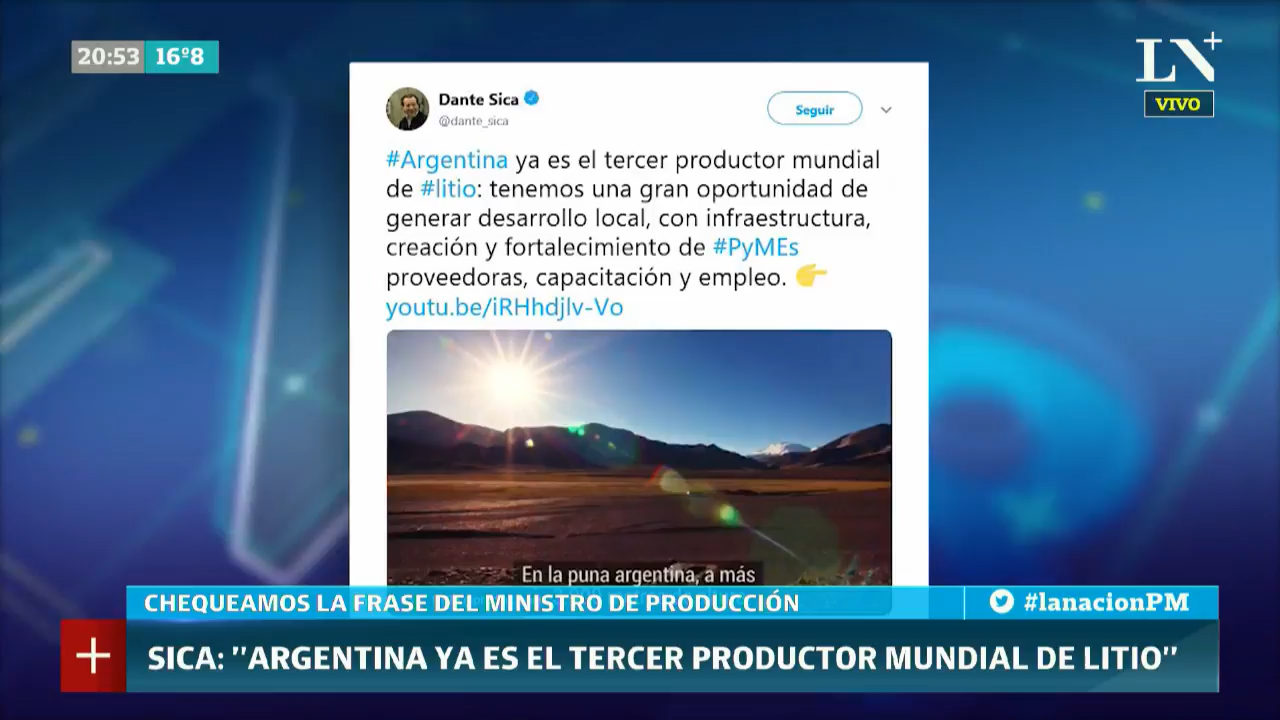 20:53 16º8
LN+
VIVO
Dante Sica
@dante_sica
Seguir
#Argentina ya es el tercer productor mundial
de #litio: tenemos una gran oportunidad de
generar desarrollo local, con infraestructura,
creación y fortalecimiento de #PyMEs
proveedoras, capacitación y empleo.
youtu.be/iRHhdjlv-Vo
En la puna argentina, a más
CHEQUEAMOS LA FRASE DEL MINISTRO DE PRODUCCIÓN
#lanacionPM
SICA: "ARGENTINA YA ES EL TERCER PRODUCTOR MUNDIAL DE LITIO"